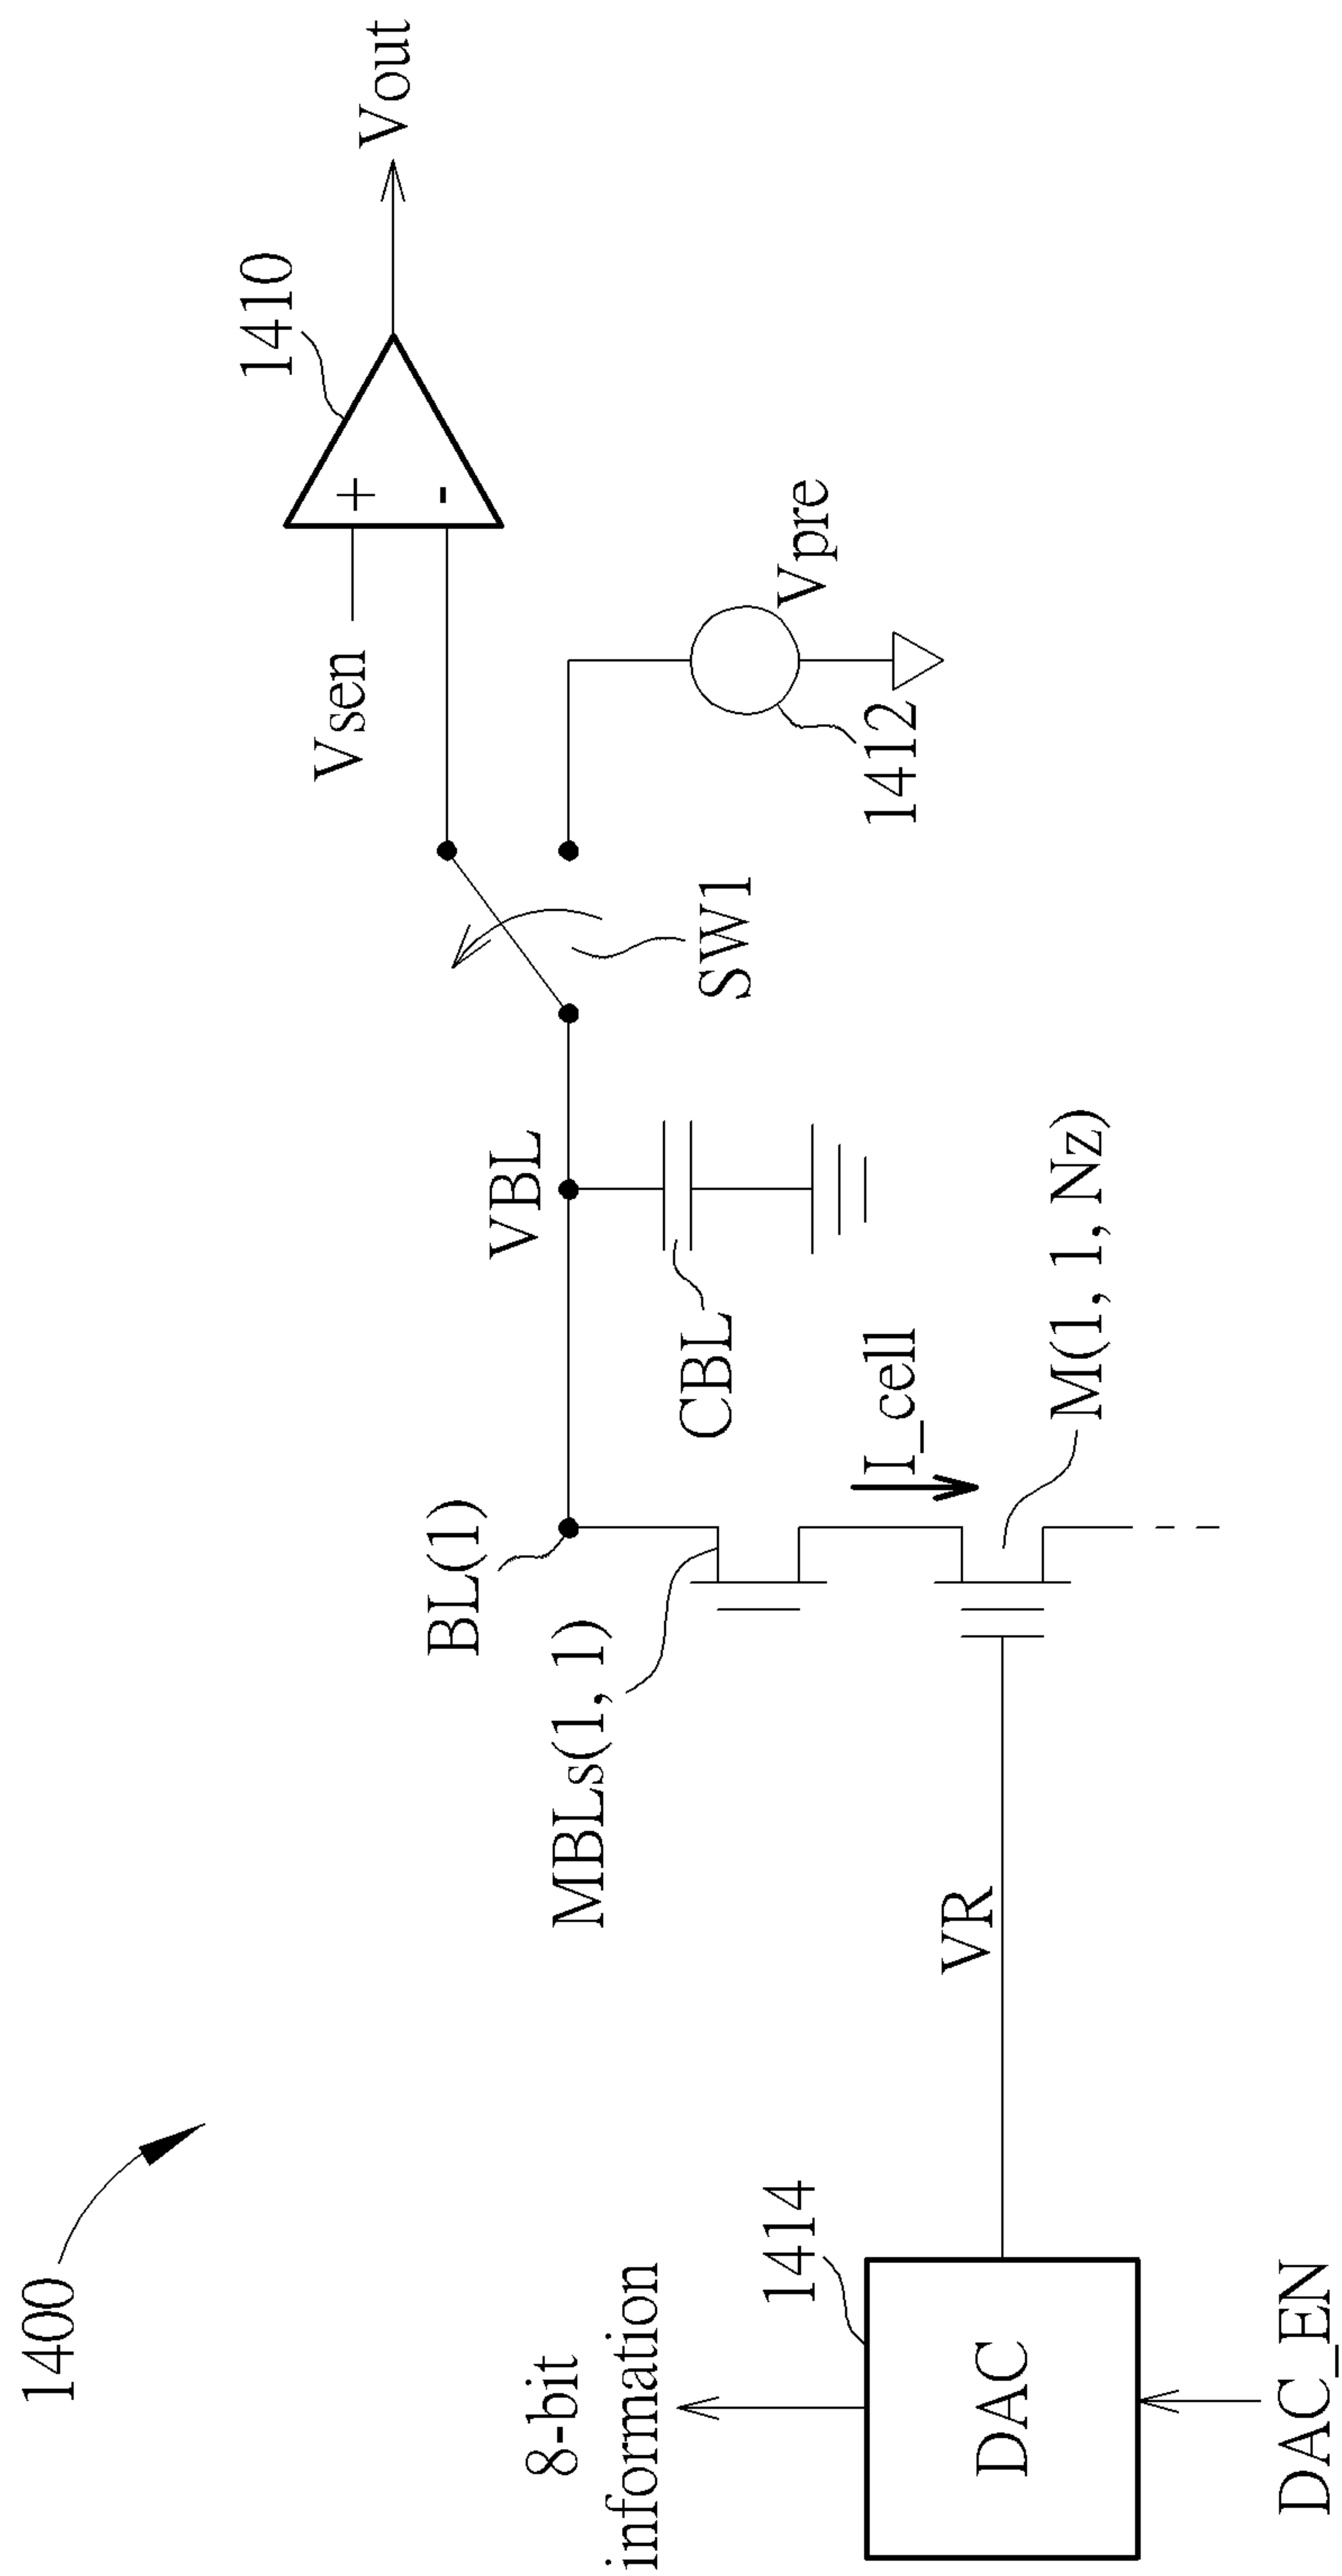 1400
8-bit
information
1414
DAC
DAC_EN
VR
BL(1)
MBLs(1, 1)
I_cell
M(1, 1, Nz)
VBL
CBL
SW1
Vsen
+
-
1410
Vout
Vpre
1412